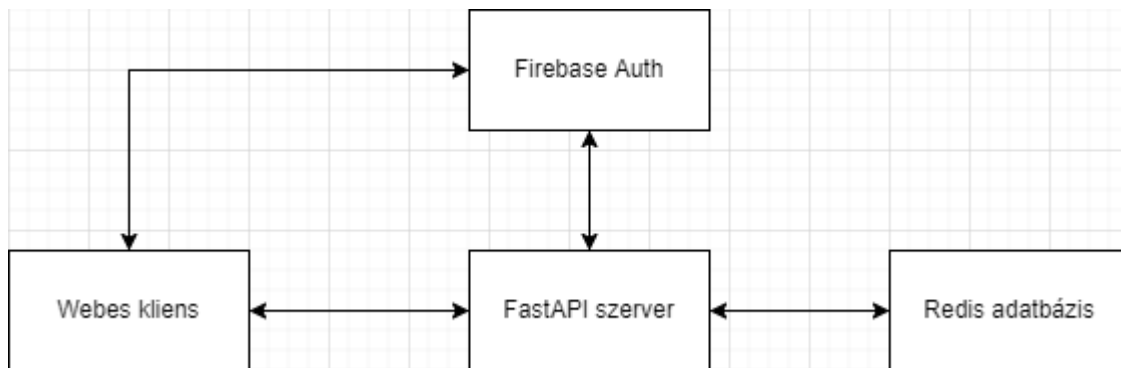 Firebase Auth
Webes kliens
FastAPI szerver
Redis adatbázis